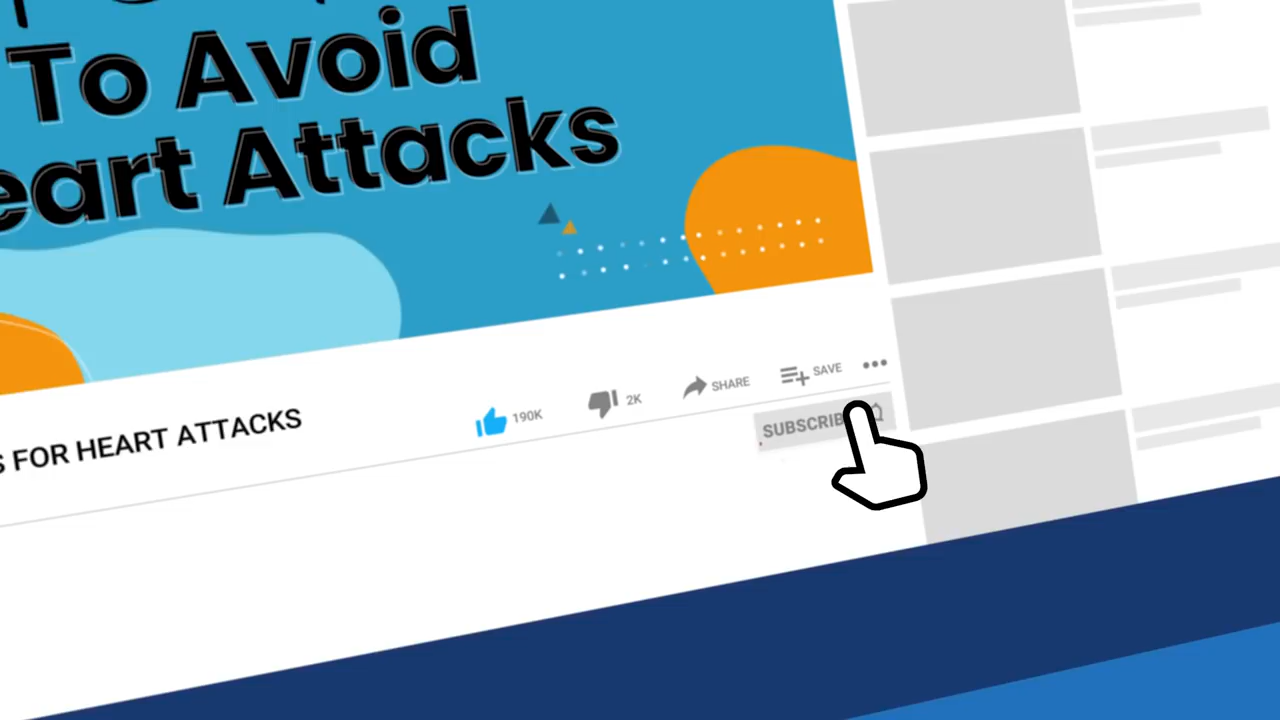 To Avoid
eart Attacks
S FOR HEART ATTACKS
190K
2K
SHARE
SAVE
SUBSCRIB